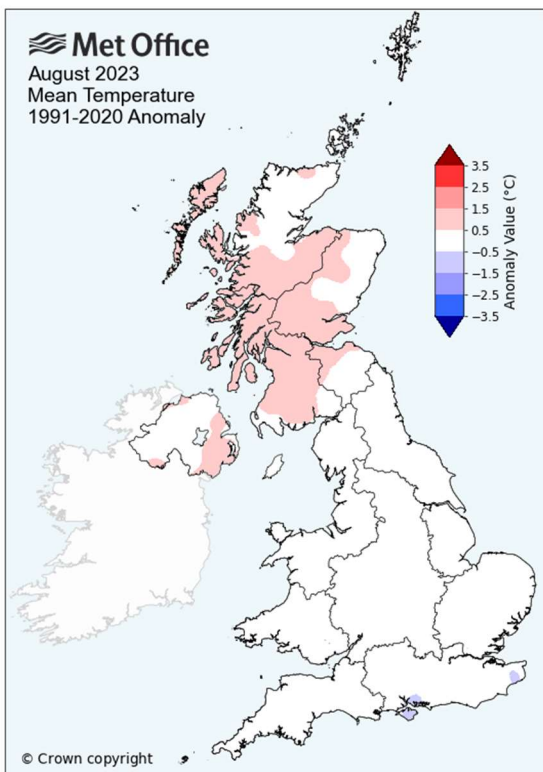 Met Office
August 2023
Mean Temperature
1991-2020 Anomaly
3.5
2.5
1.5
0.5
−0.5
−1.5
−2.5
−3.5
Anomaly Value (°C)
© Crown copyright